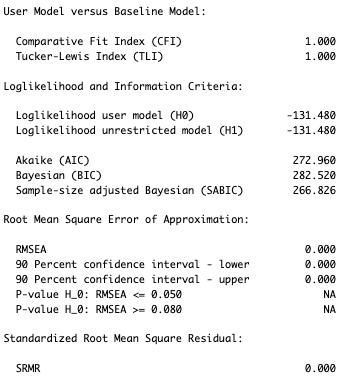 User Model versus Baseline Model:
Comparative Fit Index (CFI) 1.000
Tucker-Lewis Index (TLI) 1.000
Loglikelihood and Information Criteria:
Loglikelihood user model (H0) -131.480
Loglikelihood unrestricted model (H1) -131.480
Akaike (AIC) 272.960
Bayesian (BIC) 282.520
Sample-size adjusted Bayesian (SABIC) 266.826
Root Mean Square Error of Approximation:
RMSEA 0.000
90 Percent confidence interval - lower 0.000
90 Percent confidence interval - upper 0.000
P-value H_0: RMSEA <= 0.050 NA
P-value H_0: RMSEA >= 0.080 NA
Standardized Root Mean Square Residual:
SRMR 0.000